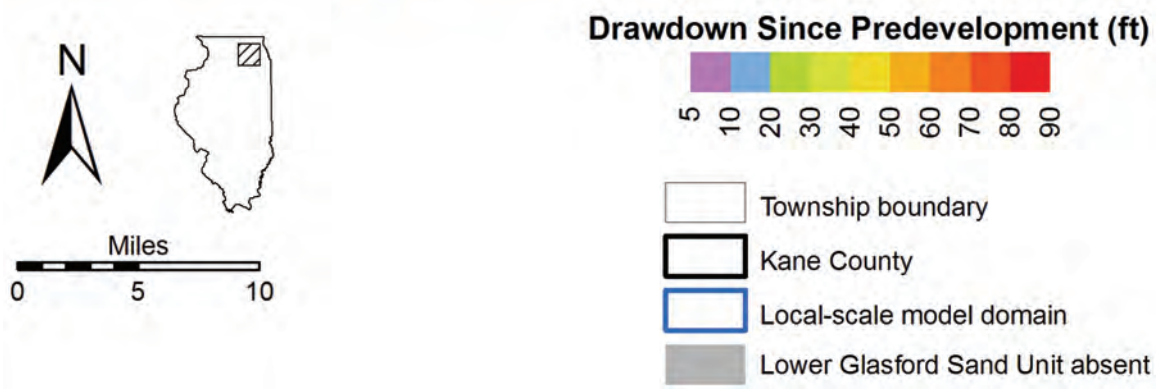 N
Miles
0 5 10
Drawdown Since Predevelopment (ft)
5 10 20 30 40 50 60 70 80 90
Township boundary
Kane County
Local-scale model domain
Lower Glasford Sand Unit absent